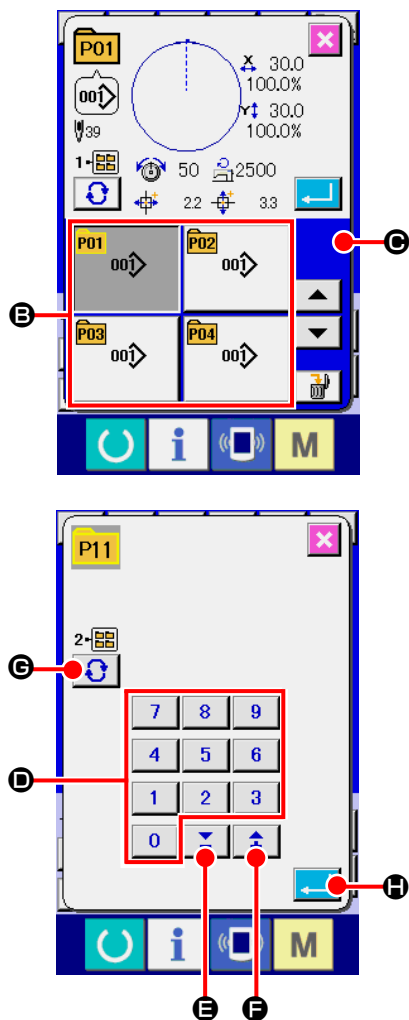 P01
X 30.0
100.0%
001
Y 30.0
100.0%
39
1-
50 2500
2.2 3.3
C
P01 001 P02 001
B
P03 001 P04 001
i M
P11
2-
G
7 8 9
4 5 6
D
1 2 3
0
H
i M
E F